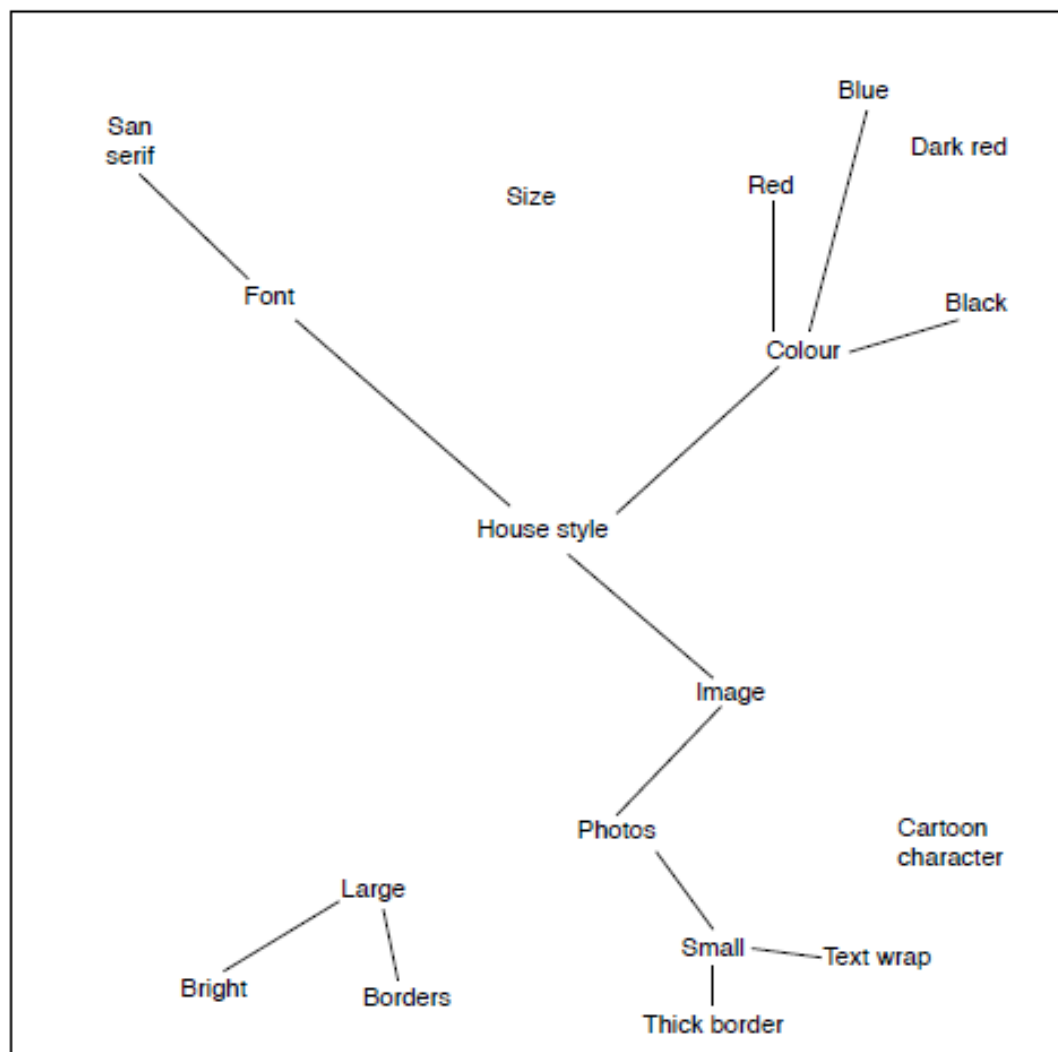 Blue
San
serif
Dark red
Red
Size
Font
Black
Colour
House style
Image
Photos
Cartoon
character
Large
Small
Text wrap
Bright
Borders
Thick border